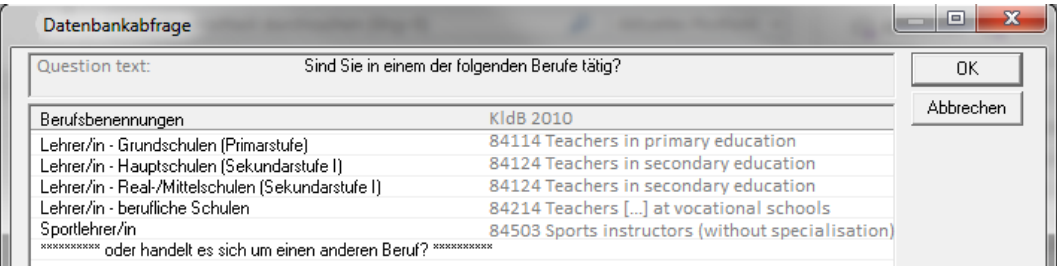 Datenbankabfrage
Question text: Sind Sie in einem der folgenden Berufe tätig?
OK
Abbrechen
Berufsbenennungen KldB 2010
Lehrer/in - Grundschulen (Primarstufe) 84114 Teachers in primary education
Lehrer/in - Hauptschulen (Sekundarstufe I) 84124 Teachers in secondary education
Lehrer/in - Real-/Mittelschulen (Sekundarstufe I) 84124 Teachers in secondary education
Lehrer/in - berufliche Schulen 84214 Teachers [...] at vocational schools
Sportlehrer/in 84503 Sports instructors (without specialisation)
********** oder handelt es sich um einen anderen Beruf? **********